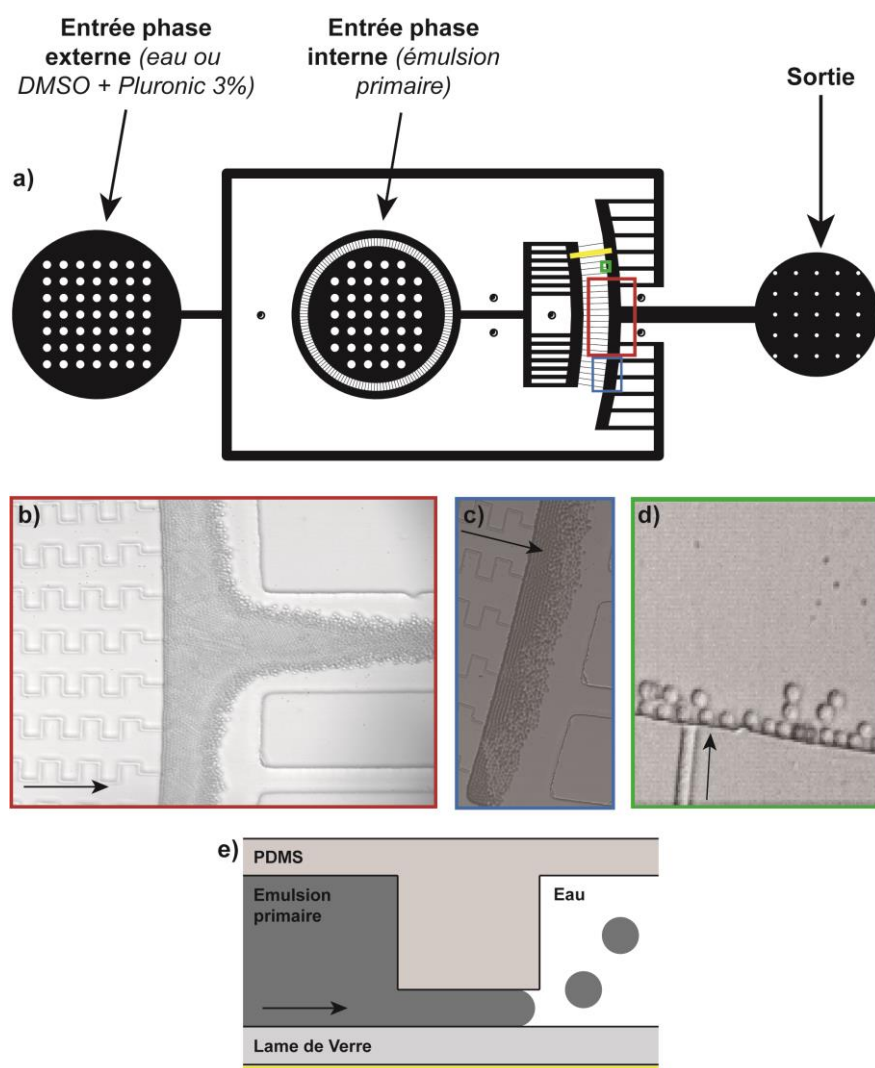 Entrée phase
externe (eau ou
DMSO + Pluronic 3%)
Entrée phase
interne (émulsion
primaire)
Sortie
a)
b)
c)
d)
e)
PDMS
Emulsion
primaire
Eau
Lame de Verre